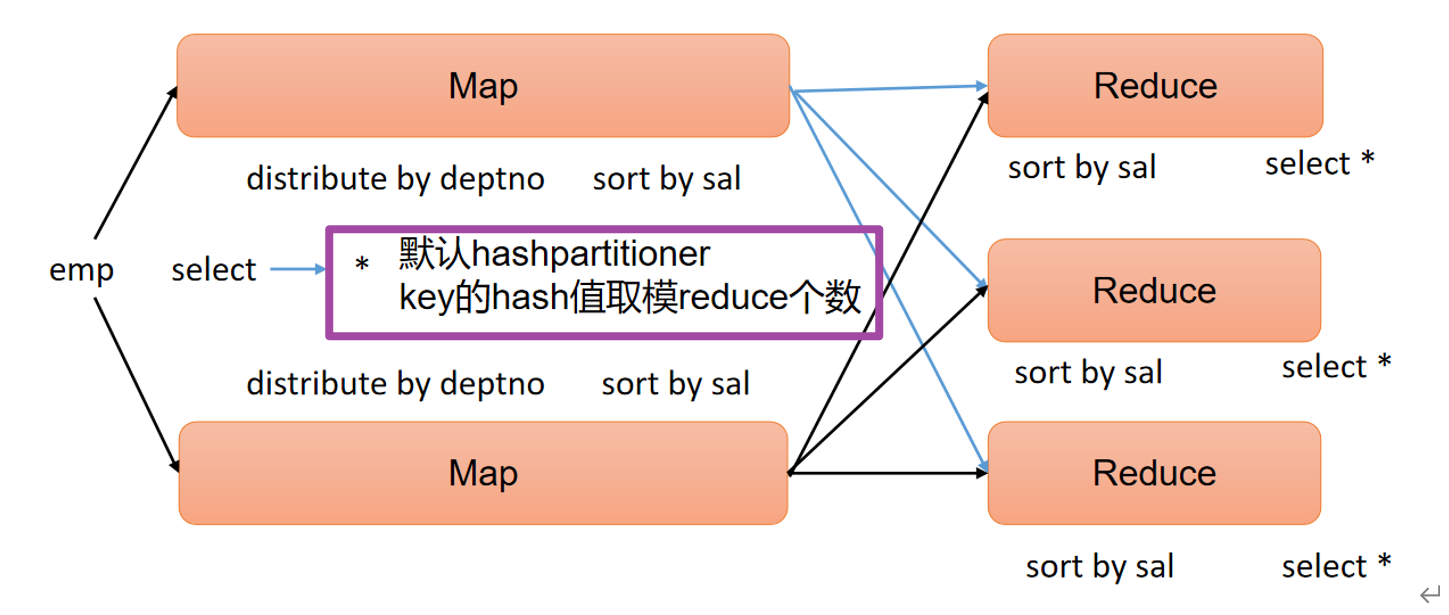 Map
Reduce
distribute by deptno sort by sal
sort by sal select *
emp select * 默认hashpartitioner
key的hash值取模reduce个数
Reduce
sort by sal select *
distribute by deptno sort by sal
Map
Reduce
sort by sal select *